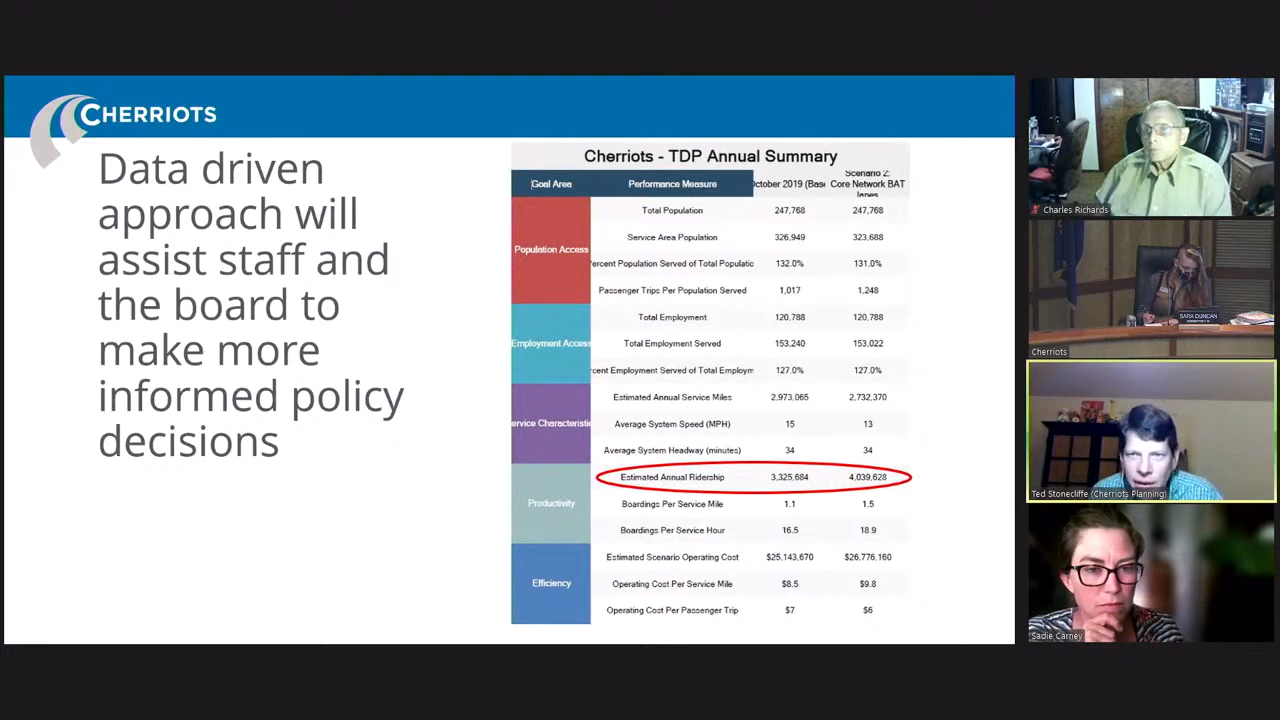 CHERRIOTS
Data driven
approach will
assist staff and
the board to
make more
informed policy
decisions
Cherriots - TDP Annual Summary
Goal Area Performance Measure October 2019 (Base Scenario 2: Core Network BAT lanes
Population Access
Total Population 247,768 247,768
Service Area Population 326,949 323,688
Percent Population Served of Total Populatic 132.0% 131.0%
Passenger Trips Per Population Served 1,017 1,248
Employment Access
Total Employment 120,788 120,788
Total Employment Served 153,240 153,022
rcent Employment Served of Total Employm 127.0% 127.0%
ervice Characteristic
Estimated Annual Service Miles 2,973,065 2,732,370
Average System Speed (MPH) 15 13
Average System Headway (minutes) 34 34
Productivity
Estimated Annual Ridership 3,325,684 4,039,628
Boardings Per Service Mile 1.1 1.5
Boardings Per Service Hour 16.5 18.9
Efficiency
Estimated Scenario Operating Cost $25,143,670 $26,776,160
Operating Cost Per Service Mile $8.5 $9.8
Operating Cost Per Passenger Trip $7 $6
Charles Richards
SARA DUNCAN
Cherriots
Ted Stonecliffe (Cherriots Planning)
Sadie Carney